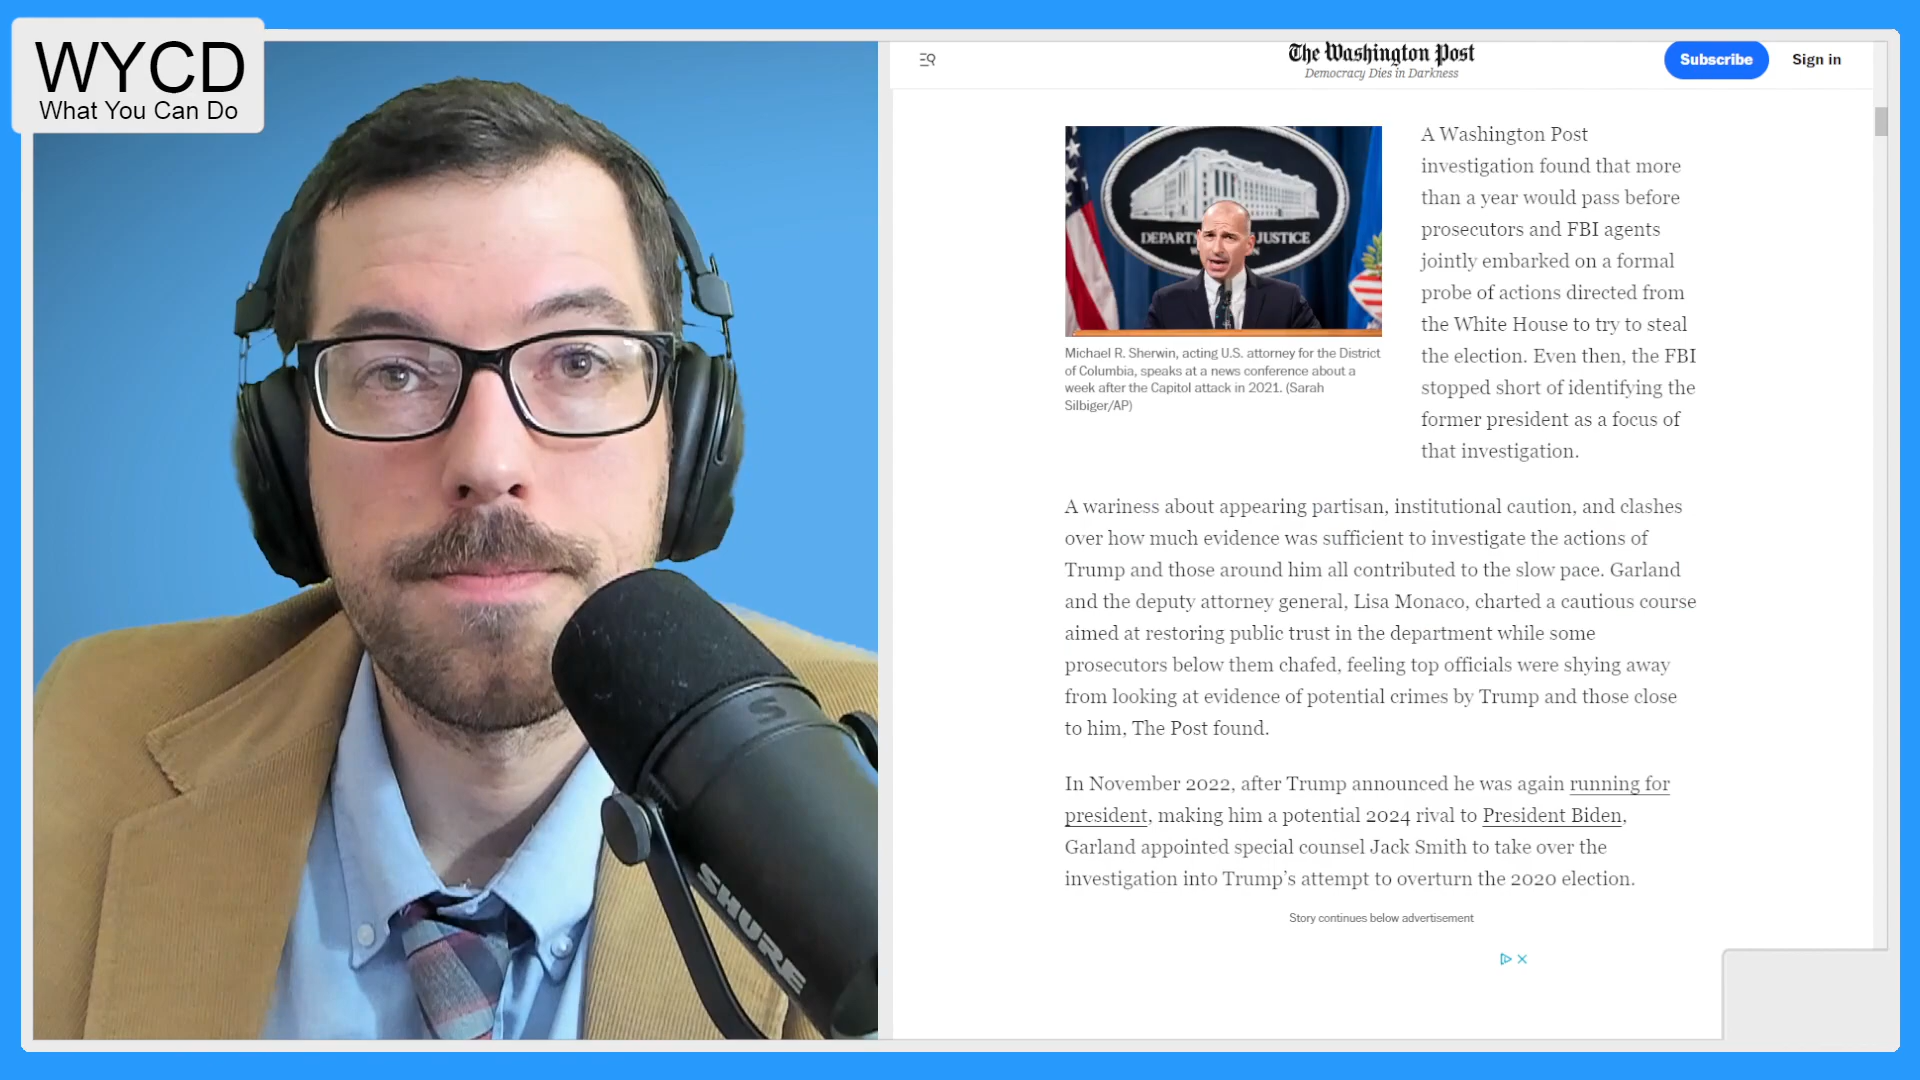 WYCD
What You Can Do
The Washington Post
Democracy Dies in Darkness
Subscribe
Sign in
DEPART JUSTICE
Michael R. Sherwin, acting U.S. attorney for the District
of Columbia, speaks at a news conference about a
week after the Capitol attack in 2021. (Sarah
Silbiger/AP)
A Washington Post
investigation found that more
than a year would pass before
prosecutors and FBI agents
jointly embarked on a formal
probe of actions directed from
the White House to try to steal
the election. Even then, the FBI
stopped short of identifying the
former president as a focus of
that investigation.
A wariness about appearing partisan, institutional caution, and clashes
over how much evidence was sufficient to investigate the actions of
Trump and those around him all contributed to the slow pace. Garland
and the deputy attorney general, Lisa Monaco, charted a cautious course
aimed at restoring public trust in the department while some
prosecutors below them chafed, feeling top officials were shying away
from looking at evidence of potential crimes by Trump and those close
to him, The Post found.
In November 2022, after Trump announced he was again running for
president, making him a potential 2024 rival to President Biden,
Garland appointed special counsel Jack Smith to take over the
investigation into Trump's attempt to overturn the 2020 election.
Story continues below advertisement
SHURE